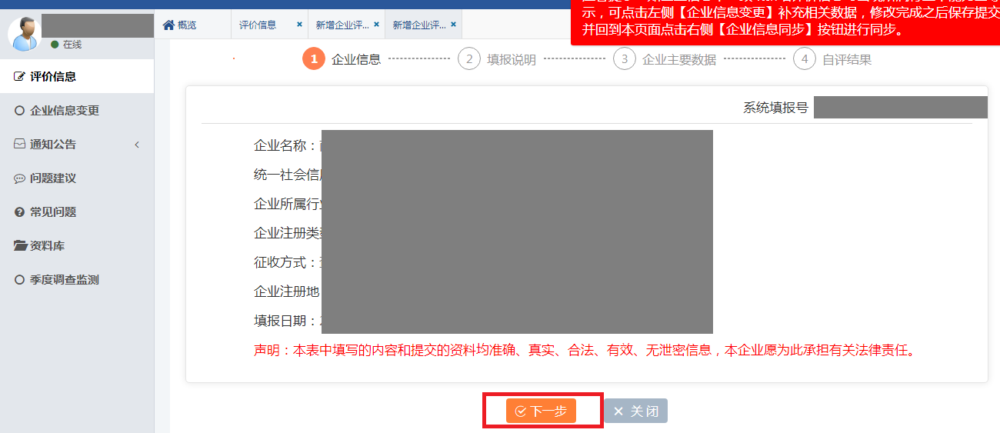 示，可点击左侧【企业信息变更】补充相关数据，修改完成之后保存提交
并回到本页面点击右侧【企业信息同步】按钮进行同步。
在线
概览
评价信息
新增企业评...
新增企业评...
1 企业信息
2 填报说明
3 企业主要数据
4 自评结果
评价信息
企业信息变更
通知公告
问题建议
常见问题
资料库
季度调查监测
系统填报号
企业名称：
统一社会信
企业所属行
企业注册类
征收方式：
企业注册地
填报日期：
声明：本表中填写的内容和提交的资料均准确、真实、合法、有效、无泄密信息，本企业愿为此承担有关法律责任。
下一步
关闭